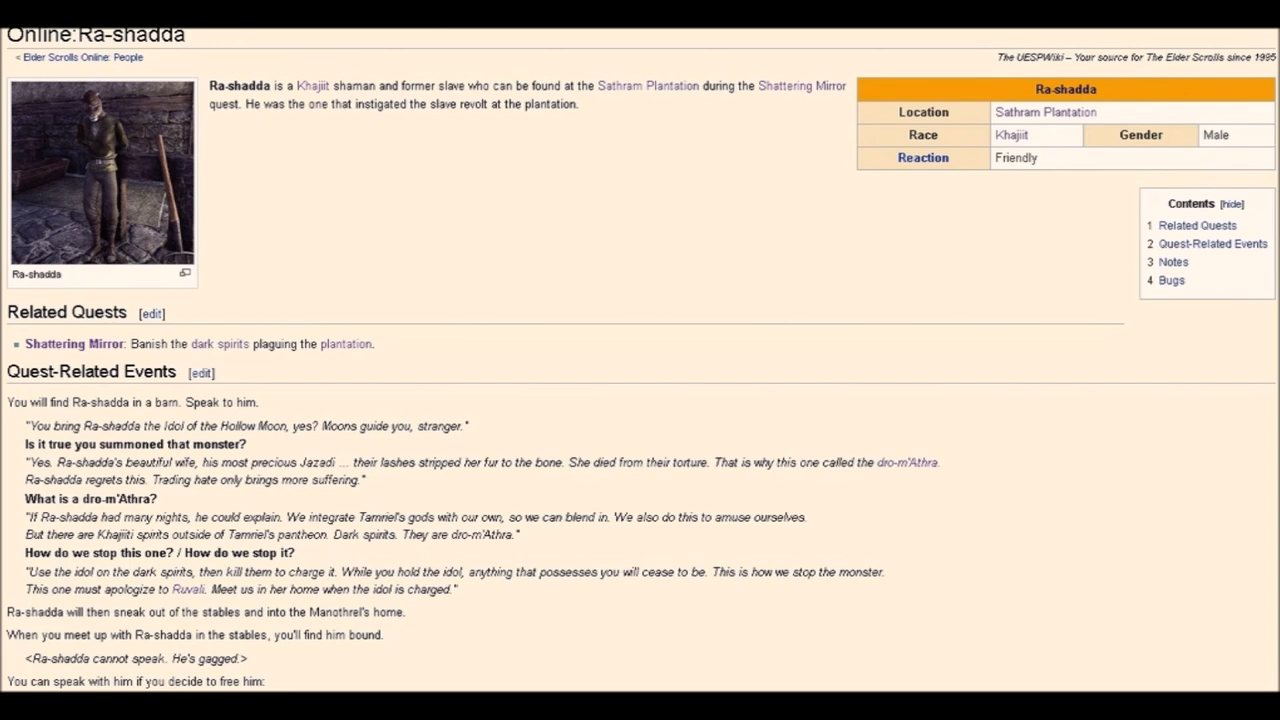 Online:Ra-shadda
< Elder Scrolls Online: People
The UESPWiki – Your source for The Elder Scrolls since 1995
Ra-shadda is a Khajiit shaman and former slave who can be found at the Sathram Plantation during the Shattering Mirror
quest. He was the one that instigated the slave revolt at the plantation.
Ra-shadda
Ra-shadda
Location Sathram Plantation
Race Khajiit Gender Male
Reaction Friendly
Contents [hide]
1 Related Quests
2 Quest-Related Events
3 Notes
4 Bugs
Related Quests [edit]
Shattering Mirror: Banish the dark spirits plaguing the plantation.
Quest-Related Events [edit]
You will find Ra-shadda in a barn. Speak to him.
"You bring Ra-shadda the Idol of the Hollow Moon, yes? Moons guide you, stranger."
Is it true you summoned that monster?
"Yes. Ra-shadda's beautiful wife, his most precious Jazadi ... their lashes stripped her fur to the bone. She died from their torture. That is why this one called the dro-m'Athra.
Ra-shadda regrets this. Trading hate only brings more suffering."
What is a dro-m'Athra?
"If Ra-shadda had many nights, he could explain. We integrate Tamriel's gods with our own, so we can blend in. We also do this to amuse ourselves.
But there are Khajiiti spirits outside of Tamriel's pantheon. Dark spirits. They are dro-m'Athra."
How do we stop this one? / How do we stop it?
"Use the idol on the dark spirits, then kill them to charge it. While you hold the idol, anything that possesses you will cease to be. This is how we stop the monster.
This one must apologize to Ruvali. Meet us in her home when the idol is charged."
Ra-shadda will then sneak out of the stables and into the Manothrel's home.
When you meet up with Ra-shadda in the stables, you'll find him bound.
<Ra-shadda cannot speak. He's gagged.>
You can speak with him if you decide to free him: